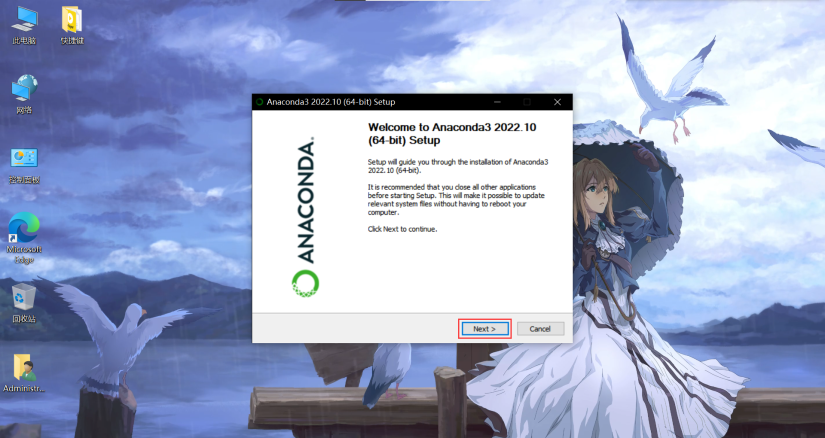 此电脑
快捷键
网络
控制面板
Microsoft
Edge
回收站
Administra...
Anaconda3 2022.10 (64-bit) Setup
ANACONDA.
Welcome to Anaconda3 2022.10
(64-bit) Setup
Setup will guide you through the installation of Anaconda3
2022.10 (64-bit).
It is recommended that you close all other applications
before starting Setup. This will make it possible to update
relevant system files without having to reboot your
computer.
Click Next to continue.
Next >
Cancel